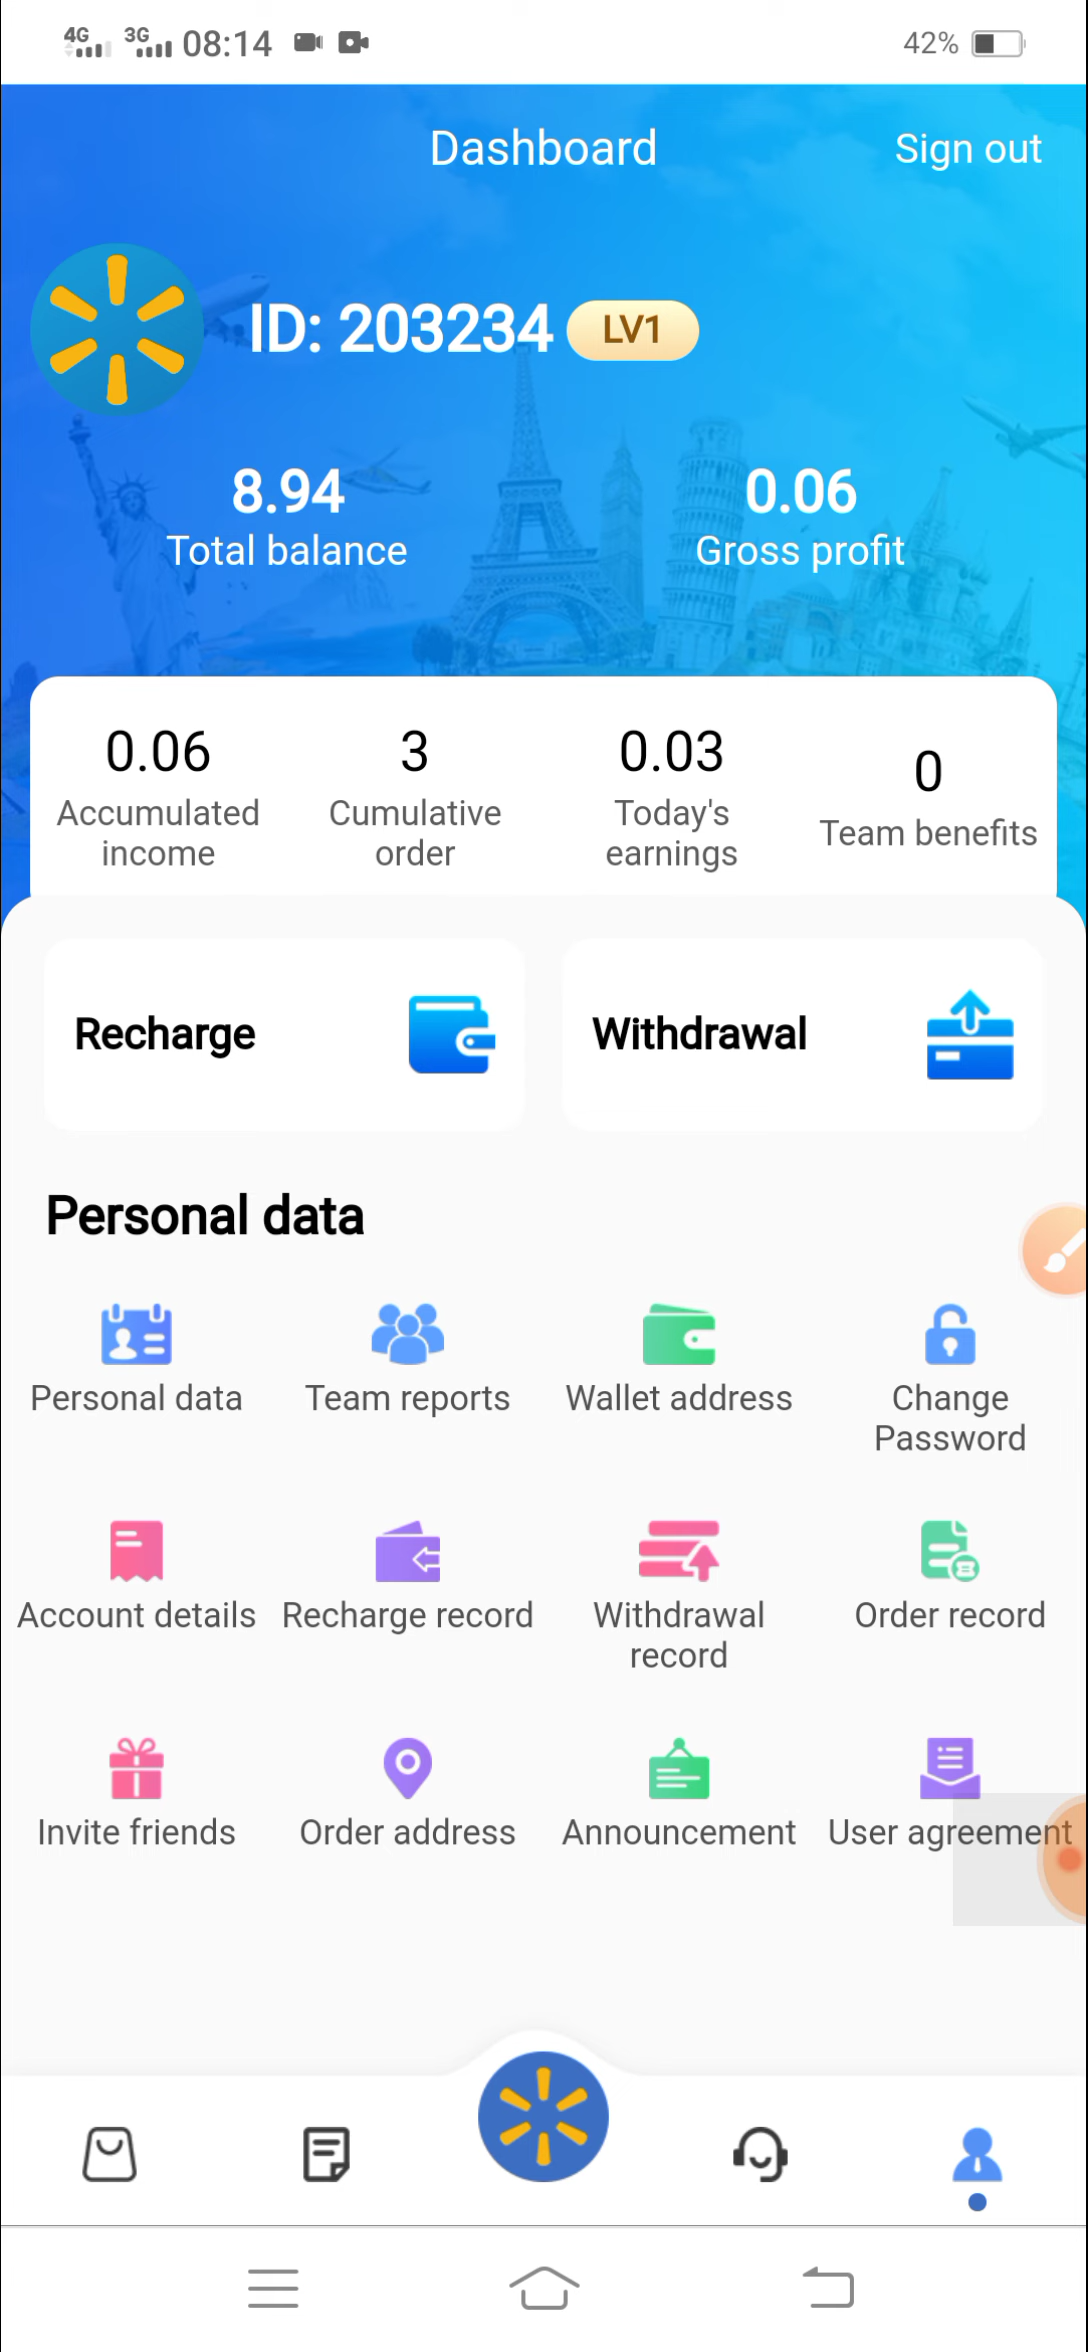 4G 3G 08:14 42%
Dashboard
Sign out
ID: 203234 LV1
8.94
Total balance
0.06
Gross profit
0.06
Accumulated
income
3
Cumulative
order
0.03
Today's
earnings
0
Team benefits
Recharge
Withdrawal
Personal data
Personal data
Team reports
Wallet address
Change
Password
Account details
Recharge record
Withdrawal
record
Order record
Invite friends
Order address
Announcement
User agreement